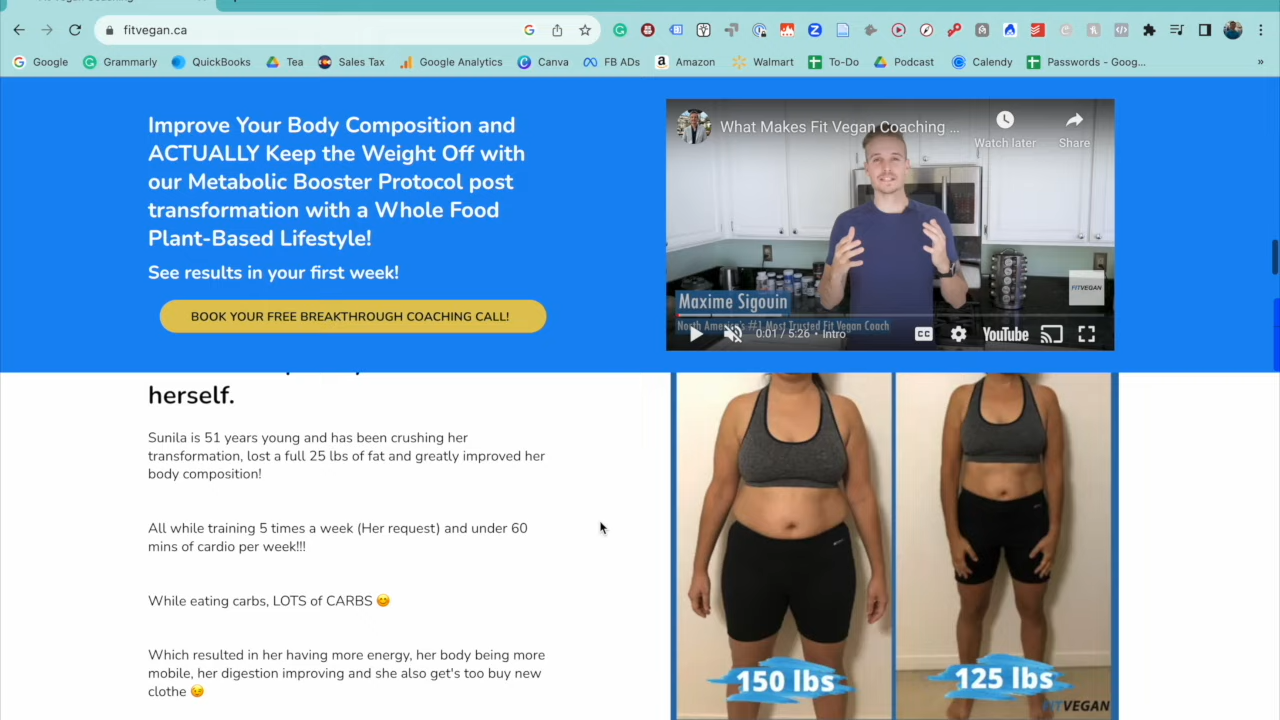 fitvegan.ca
Google
Grammarly
QuickBooks
Tea
Sales Tax
Google Analytics
Canva
FB ADs
Amazon
Walmart
To-Do
Podcast
Calendy
Passwords - Goog...
»
Improve Your Body Composition and
ACTUALLY Keep the Weight Off with
our Metabolic Booster Protocol post
transformation with a Whole Food
Plant-Based Lifestyle!
See results in your first week!
BOOK YOUR FREE BREAKTHROUGH COACHING CALL!
What Makes Fit Vegan Coaching ...
Watch later
Share
FITVEGAN
Maxime Sigouin
North America's #1 Most Trusted Fit Vegan Coach
0:01 / 5:26 • Intro
CC
YouTube
herself.
Sunila is 51 years young and has been crushing her
transformation, lost a full 25 lbs of fat and greatly improved her
body composition!
All while training 5 times a week (Her request) and under 60
mins of cardio per week!!!
While eating carbs, LOTS of CARBS 😊
Which resulted in her having more energy, her body being more
mobile, her digestion improving and she also get's too buy new
clothe 😉
150 lbs
125 lbs
FITVEGAN